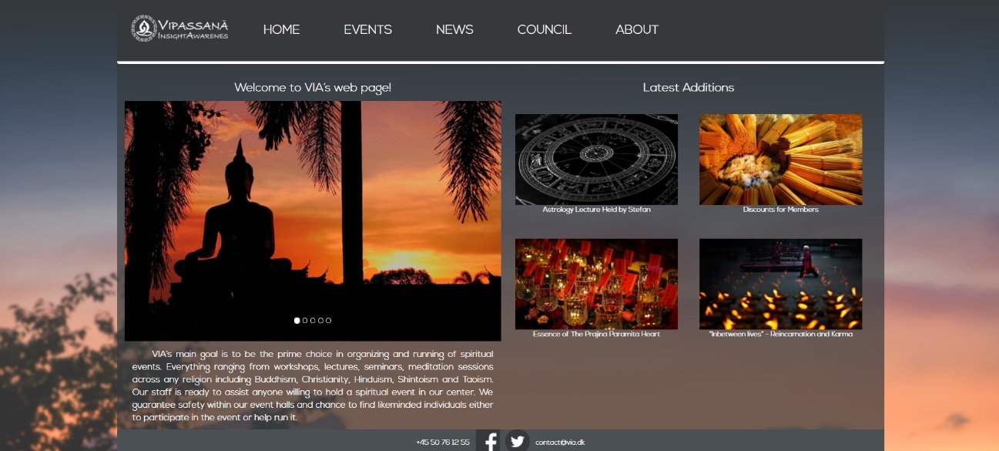 VIPASSANĀ
INSIGHTAWARENES
HOME EVENTS NEWS COUNCIL ABOUT
Welcome to VIA's web page!
VIA's main goal is to be the prime choice in organizing and running of spiritual
events. Everything ranging from workshops, lectures, seminars, meditation sessions
across any religion including Buddhism, Christianity, Hinduism, Shintoism and Taoism.
Our staff is ready to assist anyone willing to hold a spiritual event in our center. We
guarantee safety within our event halls and chance to find likeminded individuals either
to participate in the event or help run it.
Latest Additions
Astrology Lecture Held by Stefan
Discounts for Members
Essence of The Prajina Paramita Heart
"Inbetween lives" - Reincarnation and Karma
+45 50 76 12 55 contact@via.dk